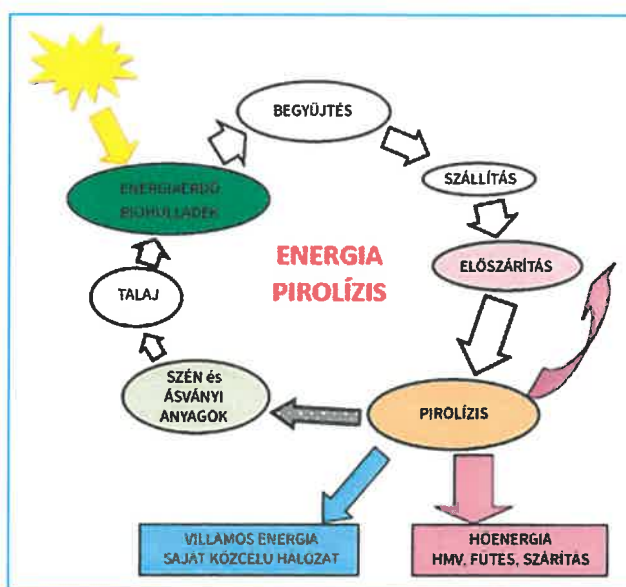 BEGYÜJTÉS
SZÁLLÍTÁS
ELŐSZÁRÍTÁS
PIROLÍZIS
SZÉN és
ÁSVÁNYI
ANYAGOK
TALAJ
ENERGIAERDŐ
BIOHULLADÉK
ENERGIA
PIROLÍZIS
VILLAMOS ENERGIA
SAJÁT KÖZCÉLÚ HÁLÓZAT
HŐENERGIA
HMV, FŰTÉS, SZÁRÍTÁS